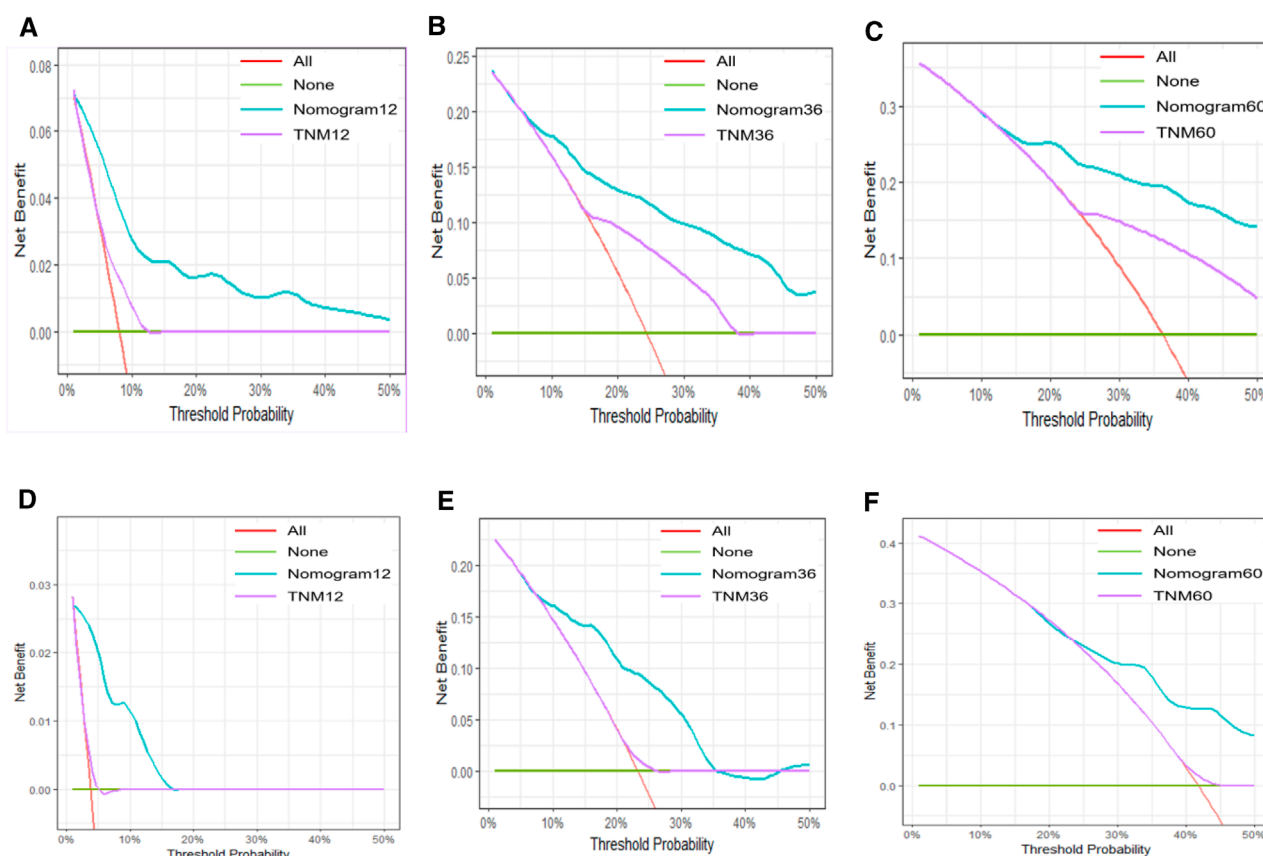 A
All
None
Nomogram12
TNM12
0.08
0.06
0.04
0.02
0.00
Net Benefit
0%
10%
20%
30%
40%
50%
Threshold Probability
B
All
None
Nomogram36
TNM36
0.25
0.20
0.15
0.10
0.05
0.00
Net Benefit
0%
10%
20%
30%
40%
50%
Threshold Probability
C
All
None
Nomogram60
TNM60
0.3
0.2
0.1
0.0
Net Benefit
0%
10%
20%
30%
40%
50%
Threshold Probability
D
All
None
Nomogram12
TNM12
0.03
0.02
0.01
0.00
Net Benefit
0%
10%
20%
30%
40%
50%
Threshold Probability
E
All
None
Nomogram36
TNM36
0.20
0.15
0.10
0.05
0.00
Net Benefit
0%
10%
20%
30%
40%
50%
Threshold Probability
F
All
None
Nomogram60
TNM60
0.4
0.3
0.2
0.1
0.0
Net Benefit
0%
10%
20%
30%
40%
50%
Threshold Probability